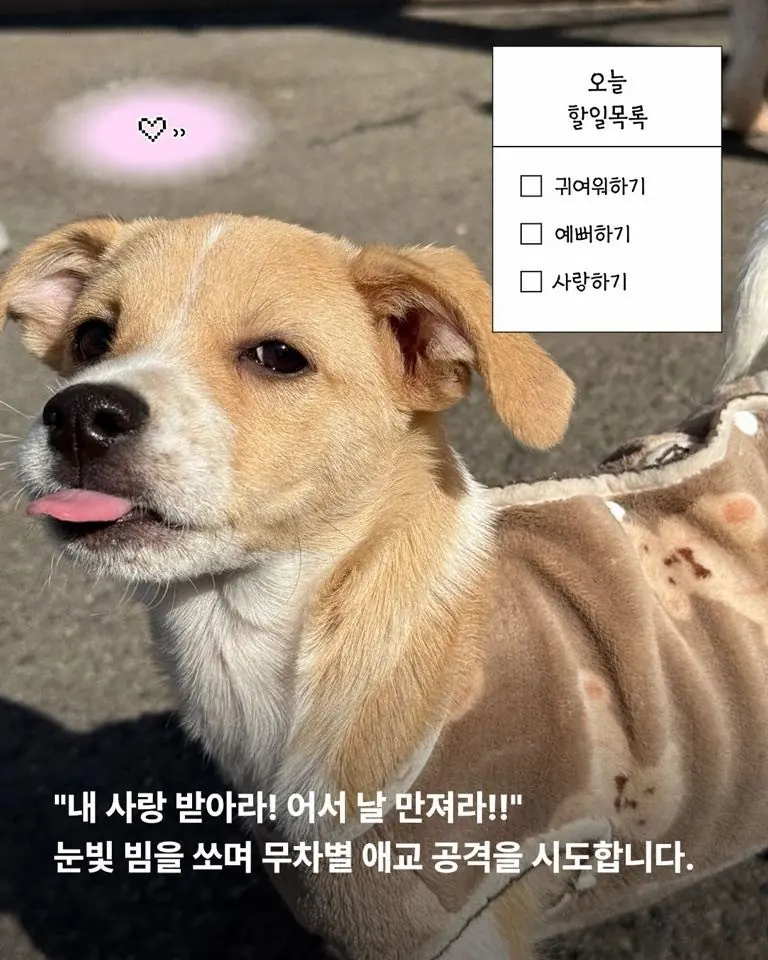 오늘
할일목록
귀여워하기
예뻐하기
사랑하기
"내 사랑 받아라! 어서 날 만져라!!"
눈빛 빔을 쏘며 무차별 애교 공격을 시도합니다.